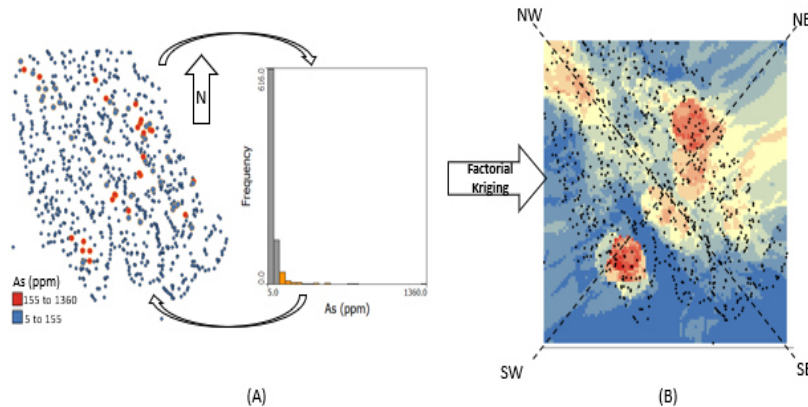 N
616.0
Frequency
0.0
5.0
1360.0
As (ppm)
As (ppm)
155 to 1360
5 to 155
(A)
Factorial
Kriging
NW
NE
SW
SE
(B)